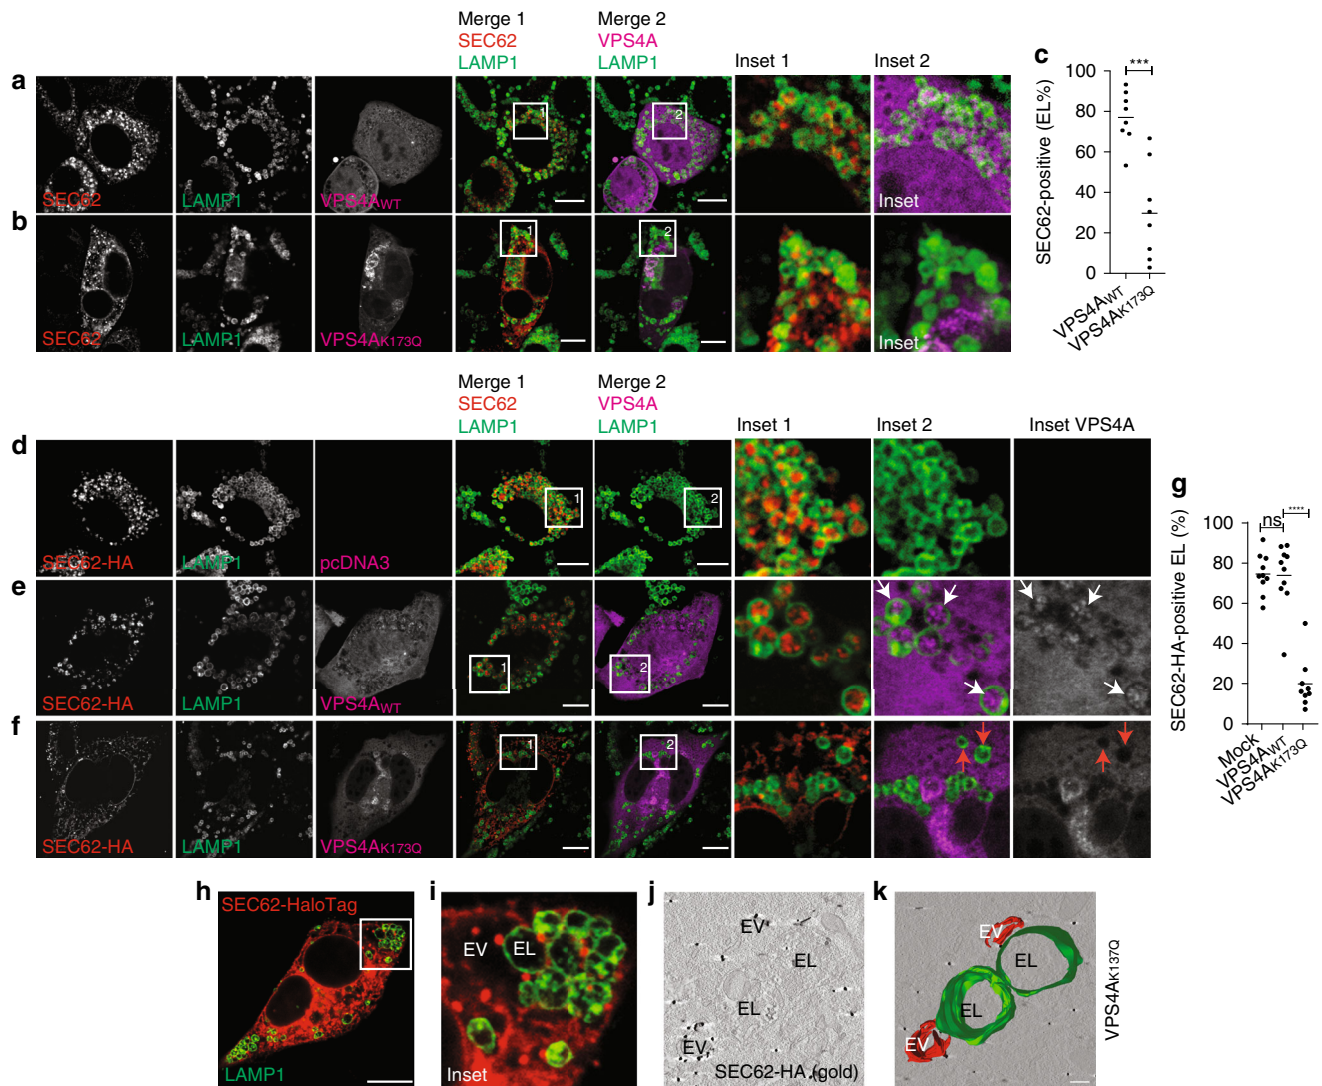 Merge 1
SEC62
LAMP1
Merge 2
VPS4A
LAMP1
Inset 1
Inset 2
a
SEC62
LAMP1
VPS4AWT
1
2
Inset
b
SEC62
LAMP1
VPS4AK173Q
1
2
Inset
c
SEC62-positive (EL%)
100
80
60
40
20
0
***
VPS4AWT
VPS4AK173Q
Merge 1
SEC62
LAMP1
Merge 2
VPS4A
LAMP1
Inset 1
Inset 2
Inset VPS4A
d
SEC62-HA
LAMP1
pcDNA3
1
2
e
SEC62-HA
LAMP1
VPS4AWT
1
2
f
SEC62-HA
LAMP1
VPS4AK173Q
1
2
g
SEC62-HA-positive EL (%)
100
80
60
40
20
0
ns
****
Mock
VPS4AWT
VPS4AK173Q
h
SEC62-HaloTag
LAMP1
i
EV
EL
Inset
j
EV
EL
EL
EV
SEC62-HA (gold)
k
EV
EL
EL
EV
VPS4AK137Q